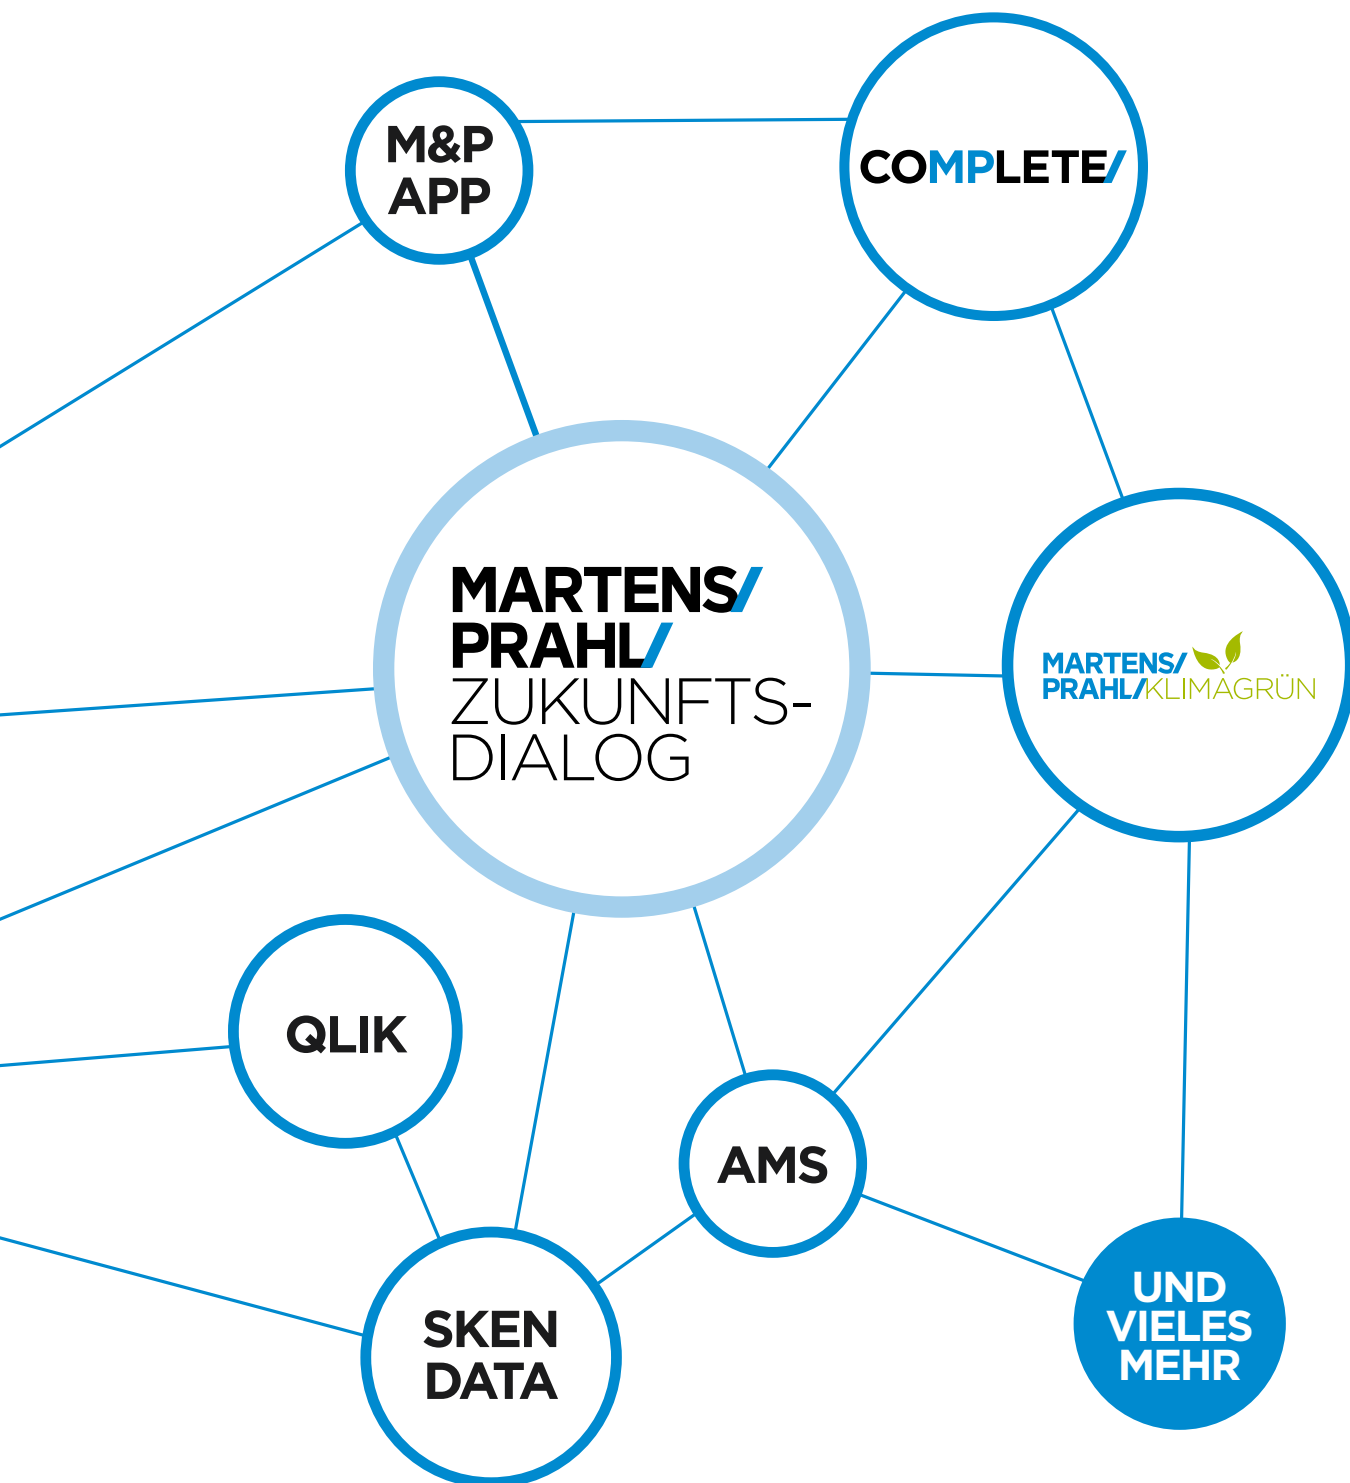 M&P
APP
COMPLETE/
MARTENS/
PRAHL/
ZUKUNFTS-
DIALOG
MARTENS/
PRAHL/KLIMAGRÜN
QLIK
AMS
SKEN
DATA
UND
VIELES
MEHR